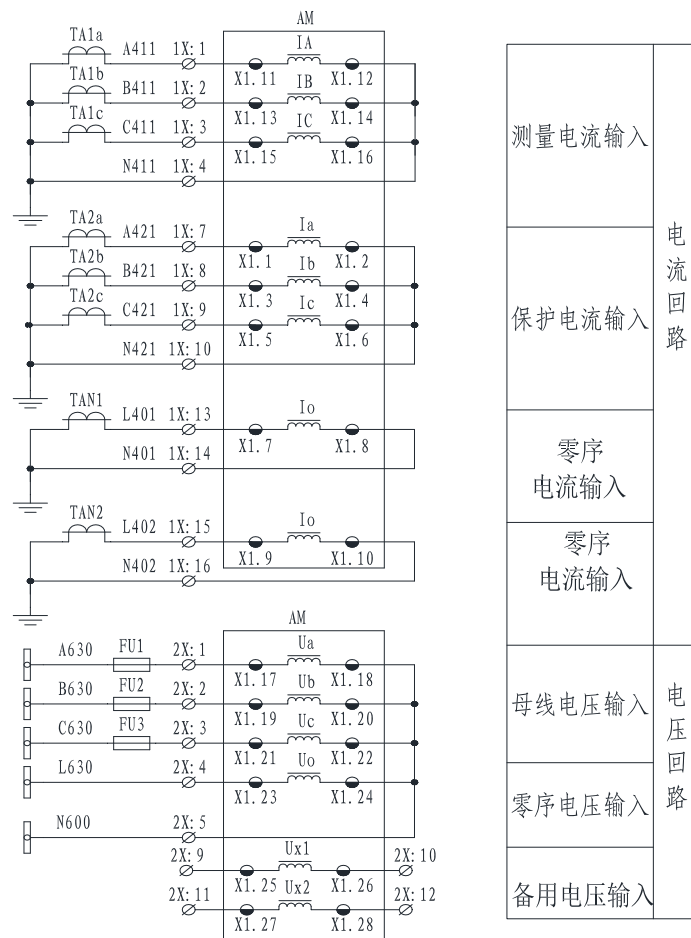 AM
TA1a A411 1X:1 IA
X1.11 X1.12
TA1b B411 1X:2 IB
X1.13 X1.14
TA1c C411 1X:3 IC
X1.15 X1.16
N411 1X:4
测量电流输入
TA2a A421 1X:7 Ia
X1.1 X1.2
TA2b B421 1X:8 Ib
X1.3 X1.4
TA2c C421 1X:9 Ic
X1.5 X1.6
N421 1X:10
保护电流输入
电流回路
TAN1 L401 1X:13 Io
X1.7 X1.8
N401 1X:14
零序
电流输入
TAN2 L402 1X:15 Io
X1.9 X1.10
N402 1X:16
零序
电流输入
AM
A630 FU1 2X:1 Ua
X1.17 X1.18
B630 FU2 2X:2 Ub
X1.19 X1.20
C630 FU3 2X:3 Uc
X1.21 X1.22
母线电压输入
电压回路
L630 2X:4 Uo
X1.23 X1.24
N600 2X:5
零序电压输入
2X:9 Ux1 2X:10
X1.25 X1.26
2X:11 Ux2 2X:12
X1.27 X1.28
备用电压输入